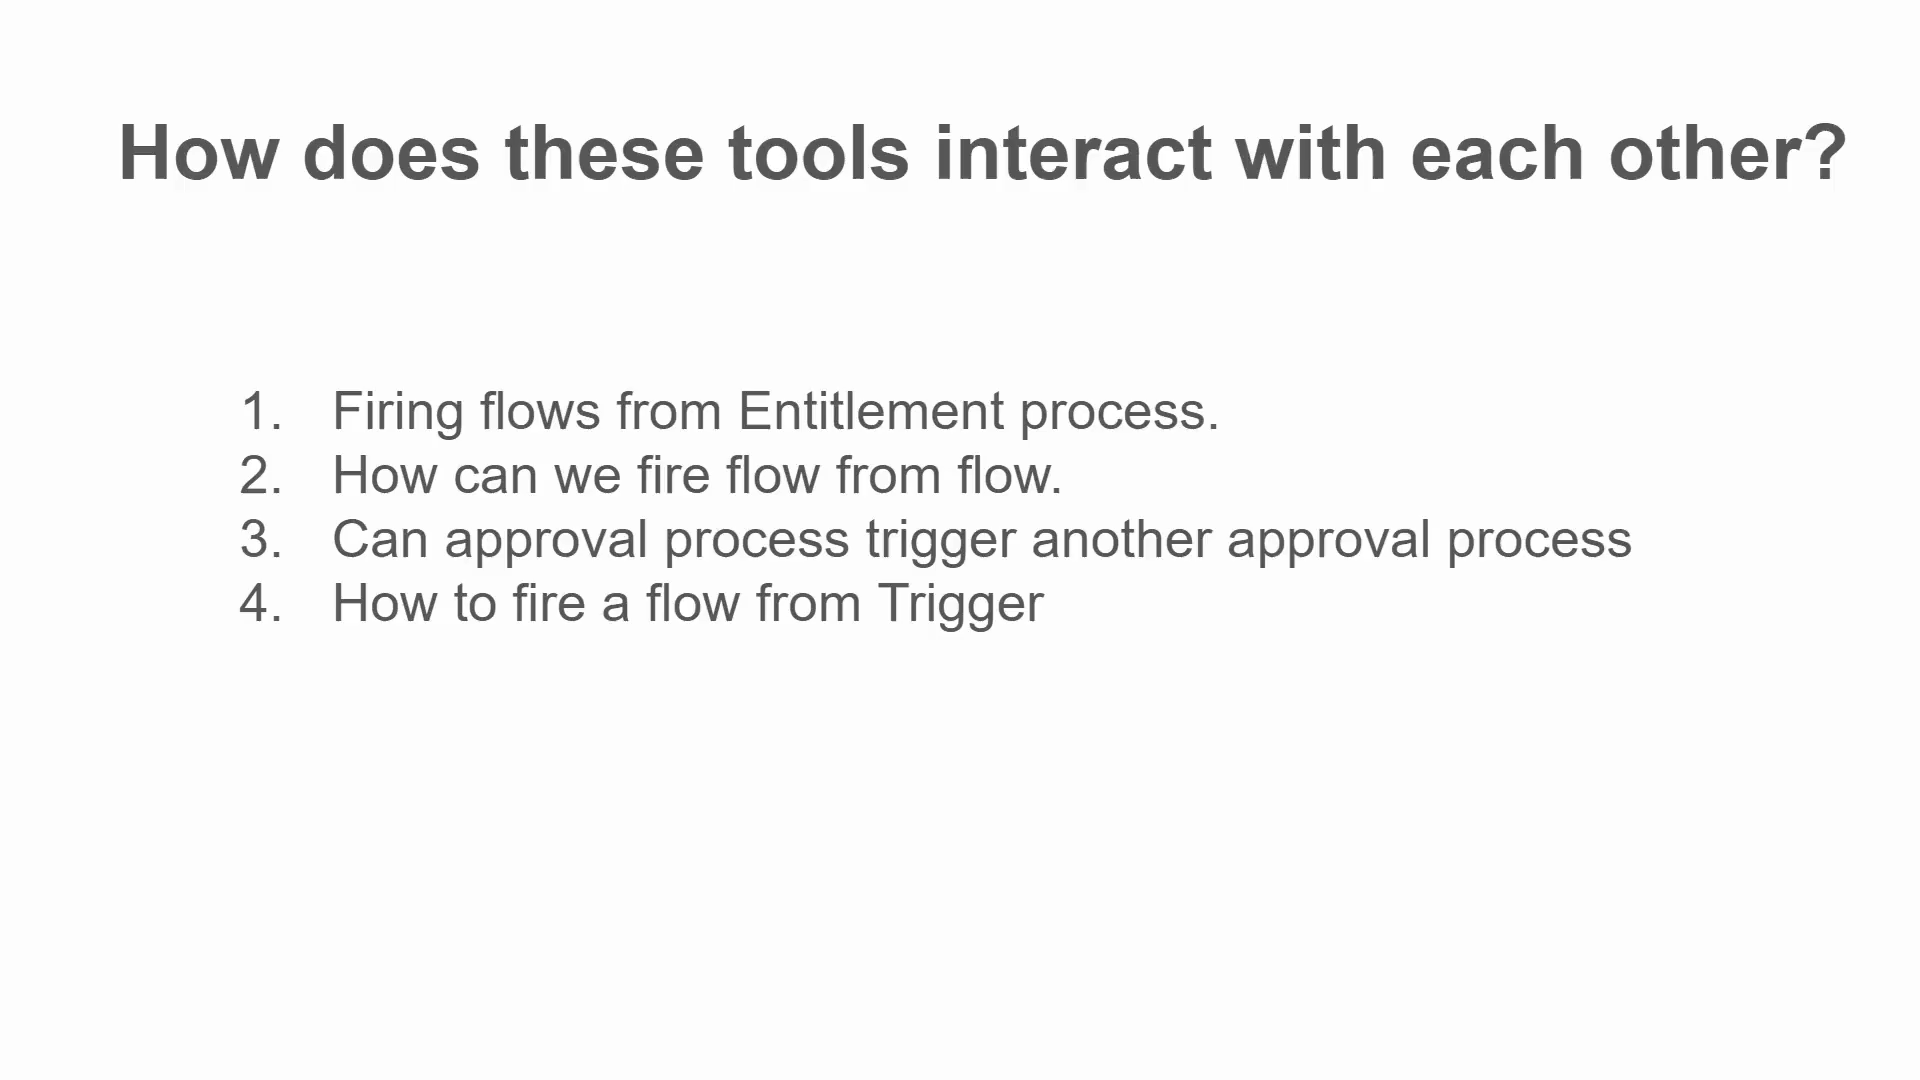 How does these tools interact with each other?
1. Firing flows from Entitlement process.
2. How can we fire flow from flow.
3. Can approval process trigger another approval process
4. How to fire a flow from Trigger